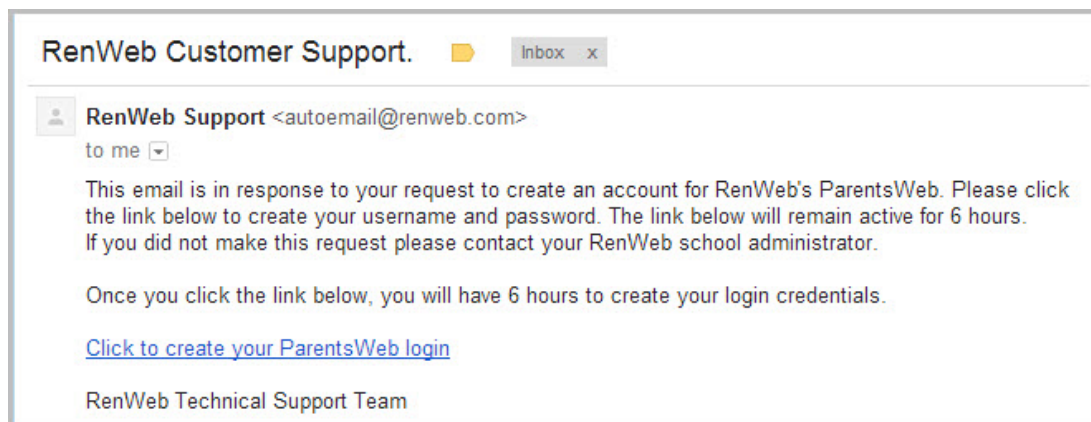 RenWeb Customer Support. Inbox x
RenWeb Support <autoemail@renweb.com>
to me
This email is in response to your request to create an account for RenWeb's ParentsWeb. Please click
the link below to create your username and password. The link below will remain active for 6 hours.
If you did not make this request please contact your RenWeb school administrator.
Once you click the link below, you will have 6 hours to create your login credentials.
Click to create your ParentsWeb login
RenWeb Technical Support Team